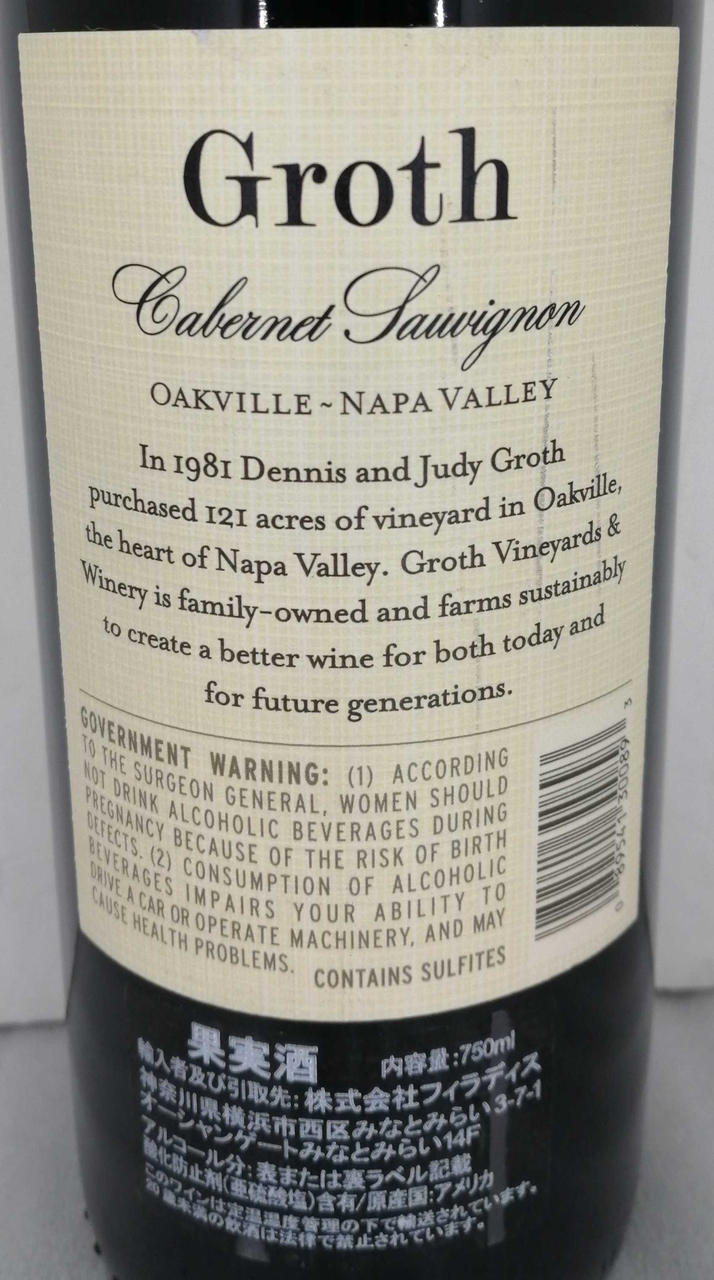 Groth
Cabernet Sauvignon
OAKVILLE ~ NAPA VALLEY
In 1981 Dennis and Judy Groth
purchased 121 acres of vineyard in Oakville,
the heart of Napa Valley. Groth Vineyards &
Winery is family-owned and farms sustainably
to create a better wine for both today and
for future generations.
GOVERNMENT WARNING: (1) ACCORDING
TO THE SURGEON GENERAL, WOMEN SHOULD
NOT DRINK ALCOHOLIC BEVERAGES DURING
PREGNANCY BECAUSE OF THE RISK OF BIRTH
DEFECTS. (2) CONSUMPTION OF ALCOHOLIC
BEVERAGES IMPAIRS YOUR ABILITY TO
DRIVE A CAR OR OPERATE MACHINERY, AND MAY
CAUSE HEALTH PROBLEMS.
CONTAINS SULFITES
0 89541 30089 3
果実酒 内容量:750ml
輸入者及び引取先: 株式会社フィラディス
神奈川県横浜市西区みなとみらい3-7-1
オーシャンゲートみなとみらい14F
アルコール分: 表または裏ラベル記載
酸化防止剤(亜硫酸塩)含有/原産国:アメリカ
このワインは定温温度管理の下で輸送されています。
20歳未満の飲酒は法律で禁止されています。